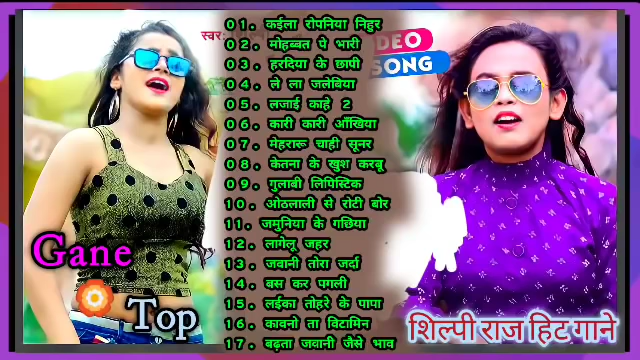 स्वर:
01. कईला रोपनिया निहुर
02. मोहब्बत पे भारी
03. हरदिया के छापी
04. ले ला जलेबिया
05. लजाई काहे 2
06. कारी कारी आँखिया
07. मेहरारू चाही सूनर
08. केतना के खुश करबू
09. गुलाबी लिपिस्टिक
10. ओठलाली से रोटी बोर
11. जमुनिया के गछिया
12. लागेलू जहर
13. जवानी तोरा जर्दा
14. बस कर पगली
15. लईका तोहरे के पापा
16. कावनो ता विटामिन
17. बढ़ता जवानी जैसे भाव
DEO
SONG
Gane
Top
शिल्पी राज हिट गाने